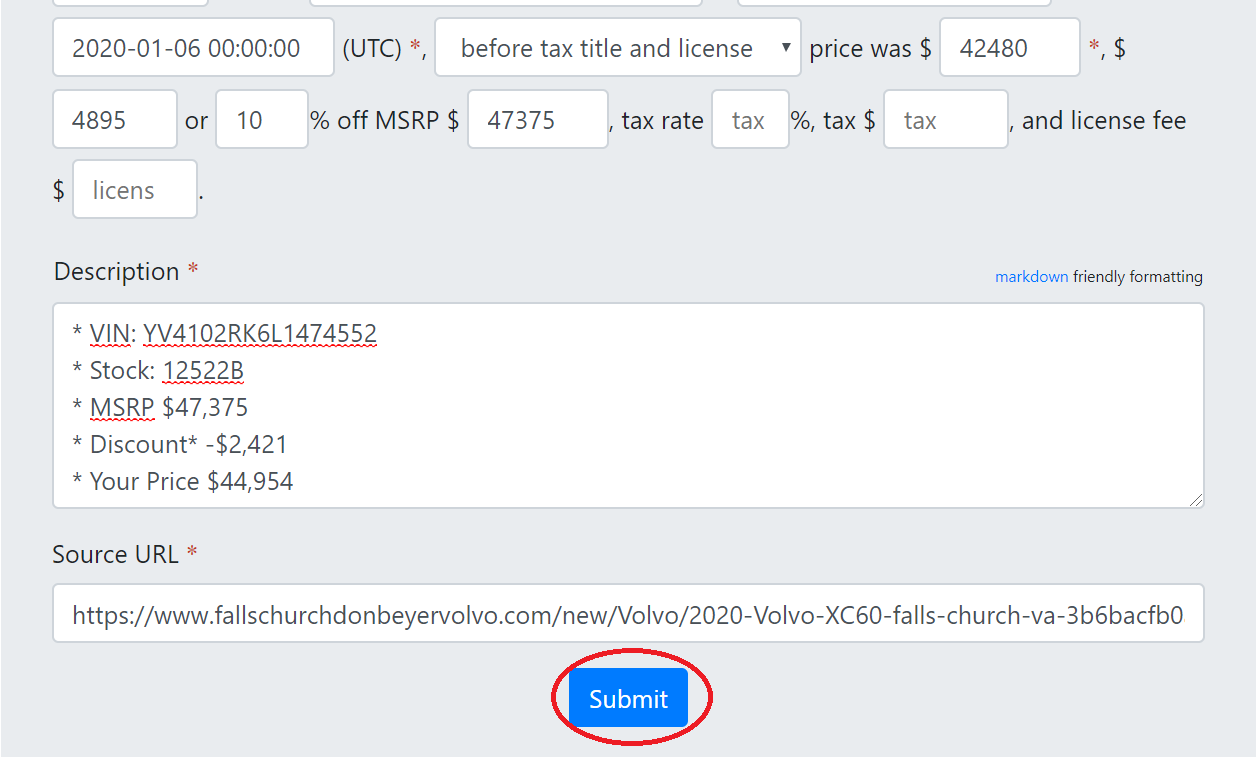 2020-01-06 00:00:00 (UTC) *, before tax title and license ▼ price was $ 42480 *, $
4895 or 10 % off MSRP $ 47375 , tax rate tax %, tax $ tax , and license fee
$ licens .
Description * markdown friendly formatting
* VIN: YV4102RK6L1474552
* Stock: 12522B
* MSRP $47,375
* Discount* -$2,421
* Your Price $44,954
Source URL *
https://www.fallschurchdonbeyervolvo.com/new/Volvo/2020-Volvo-XC60-falls-church-va-3b6bacfb0
Submit